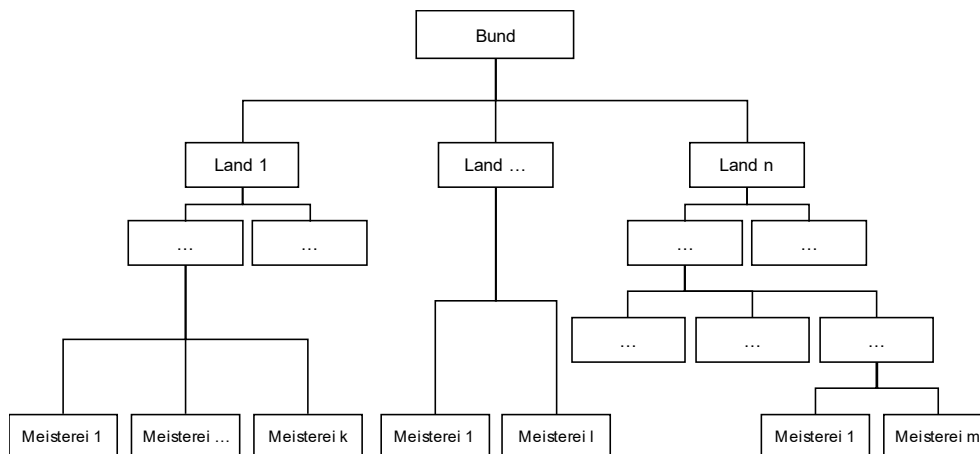 Bund
Land 1
Land …
Land n
…
…
…
…
…
…
…
Meisterei 1
Meisterei …
Meisterei k
Meisterei 1
Meisterei l
Meisterei 1
Meisterei m